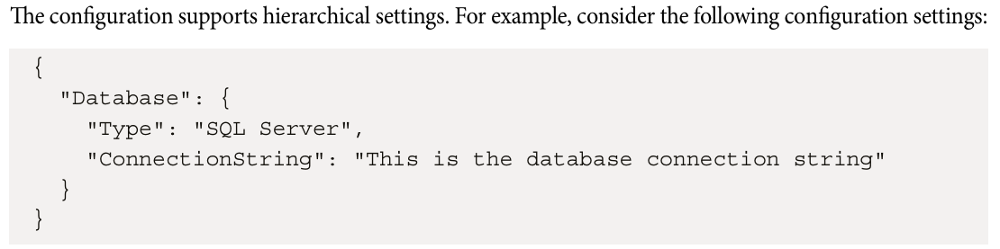 The configuration supports hierarchical settings. For example, consider the following configuration settings:
{
  "Database": {
    "Type": "SQL Server",
    "ConnectionString": "This is the database connection string"
  }
}